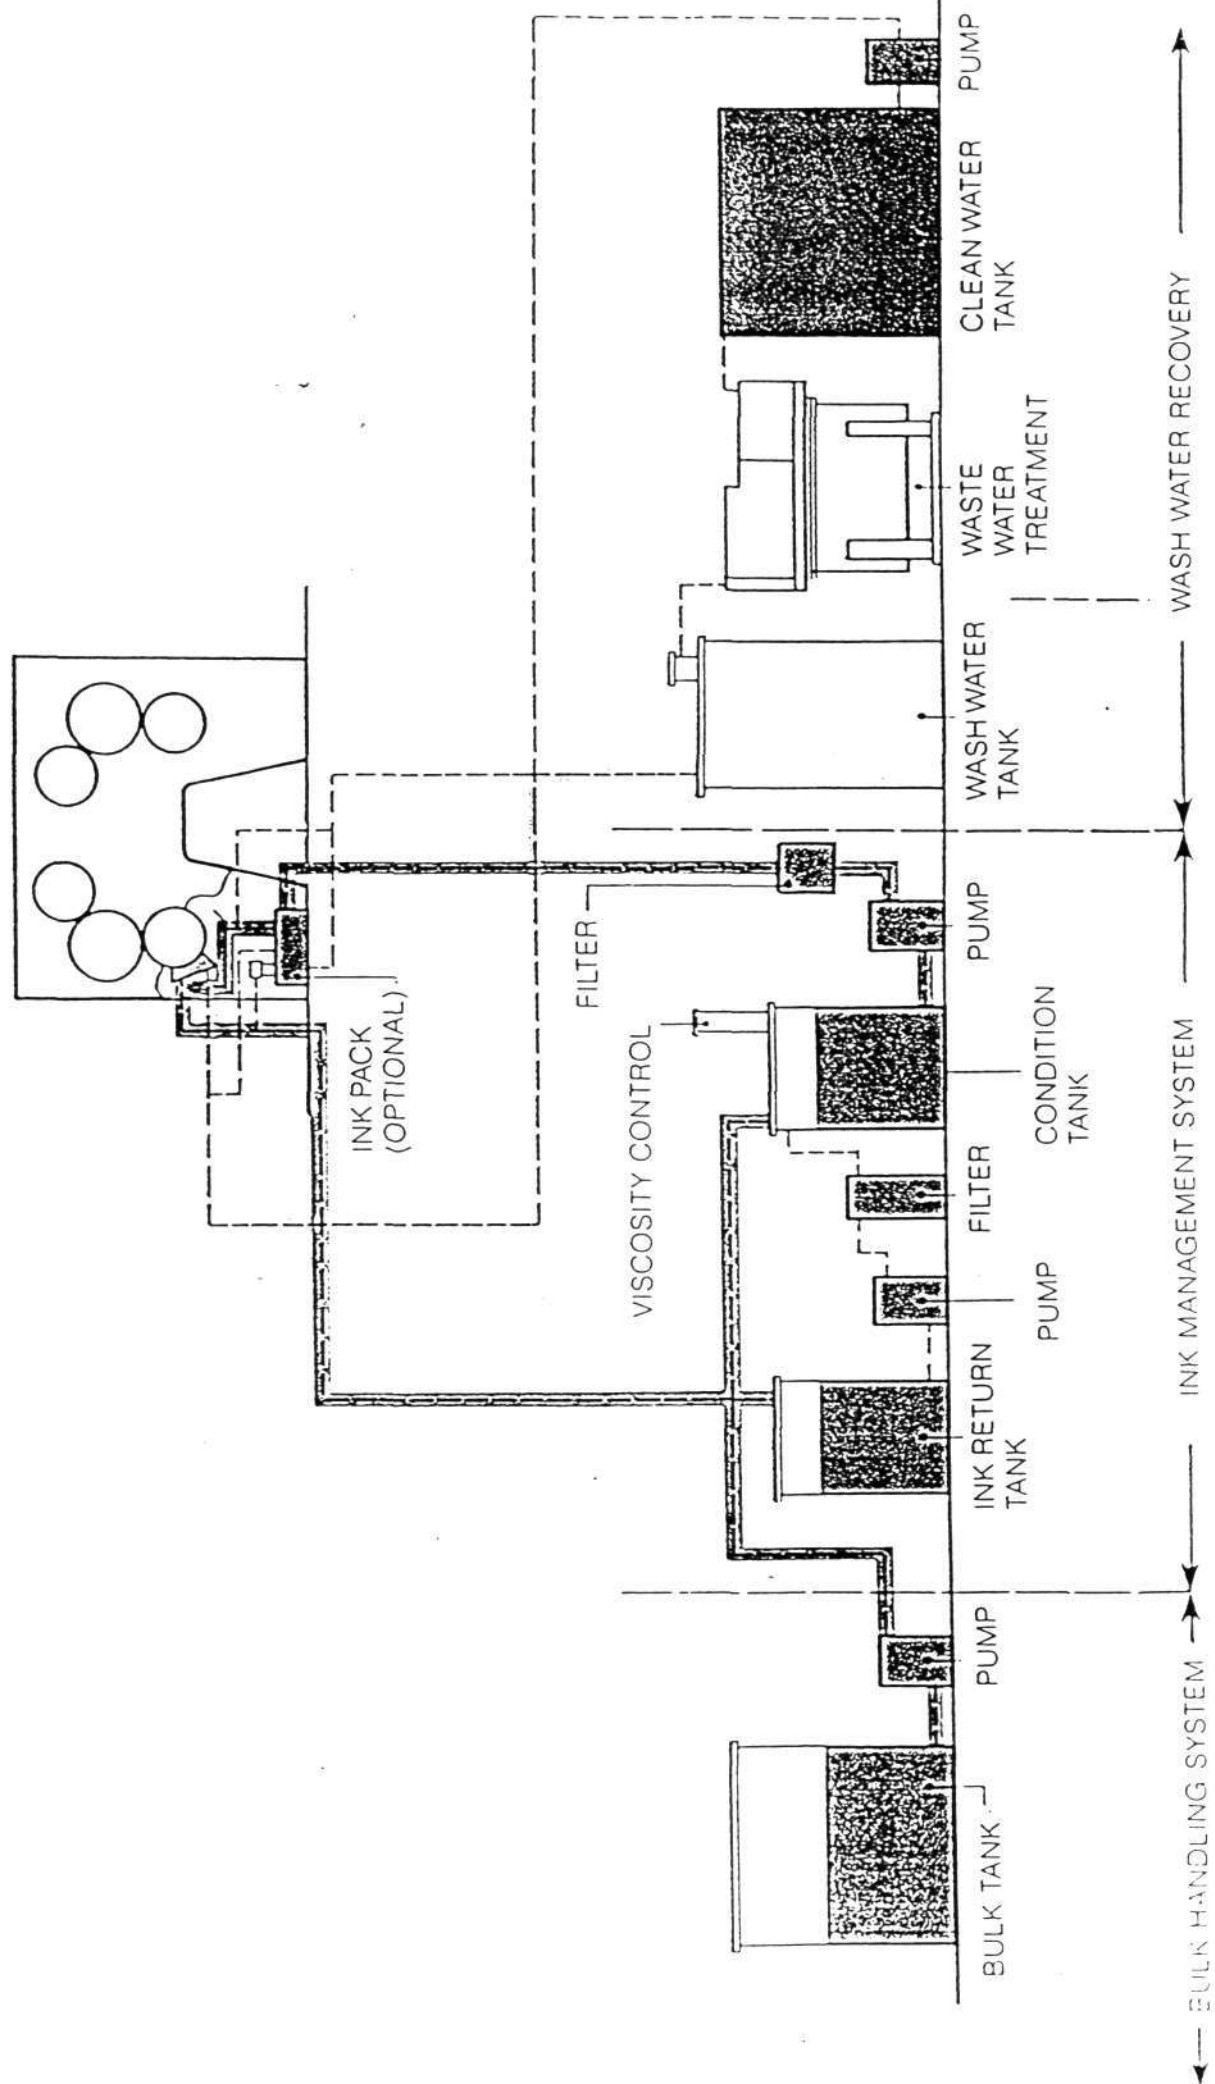 INK PACK
(OPTIONAL)
FILTER
VISCOSITY CONTROL
BULK TANK
PUMP
INK RETURN
TANK
PUMP
FILTER
CONDITION
TANK
PUMP
WASH WATER
TANK
WASTE
WATER
TREATMENT
CLEAN WATER
TANK
PUMP
BULK HANDLING SYSTEM
INK MANAGEMENT SYSTEM
WASH WATER RECOVERY